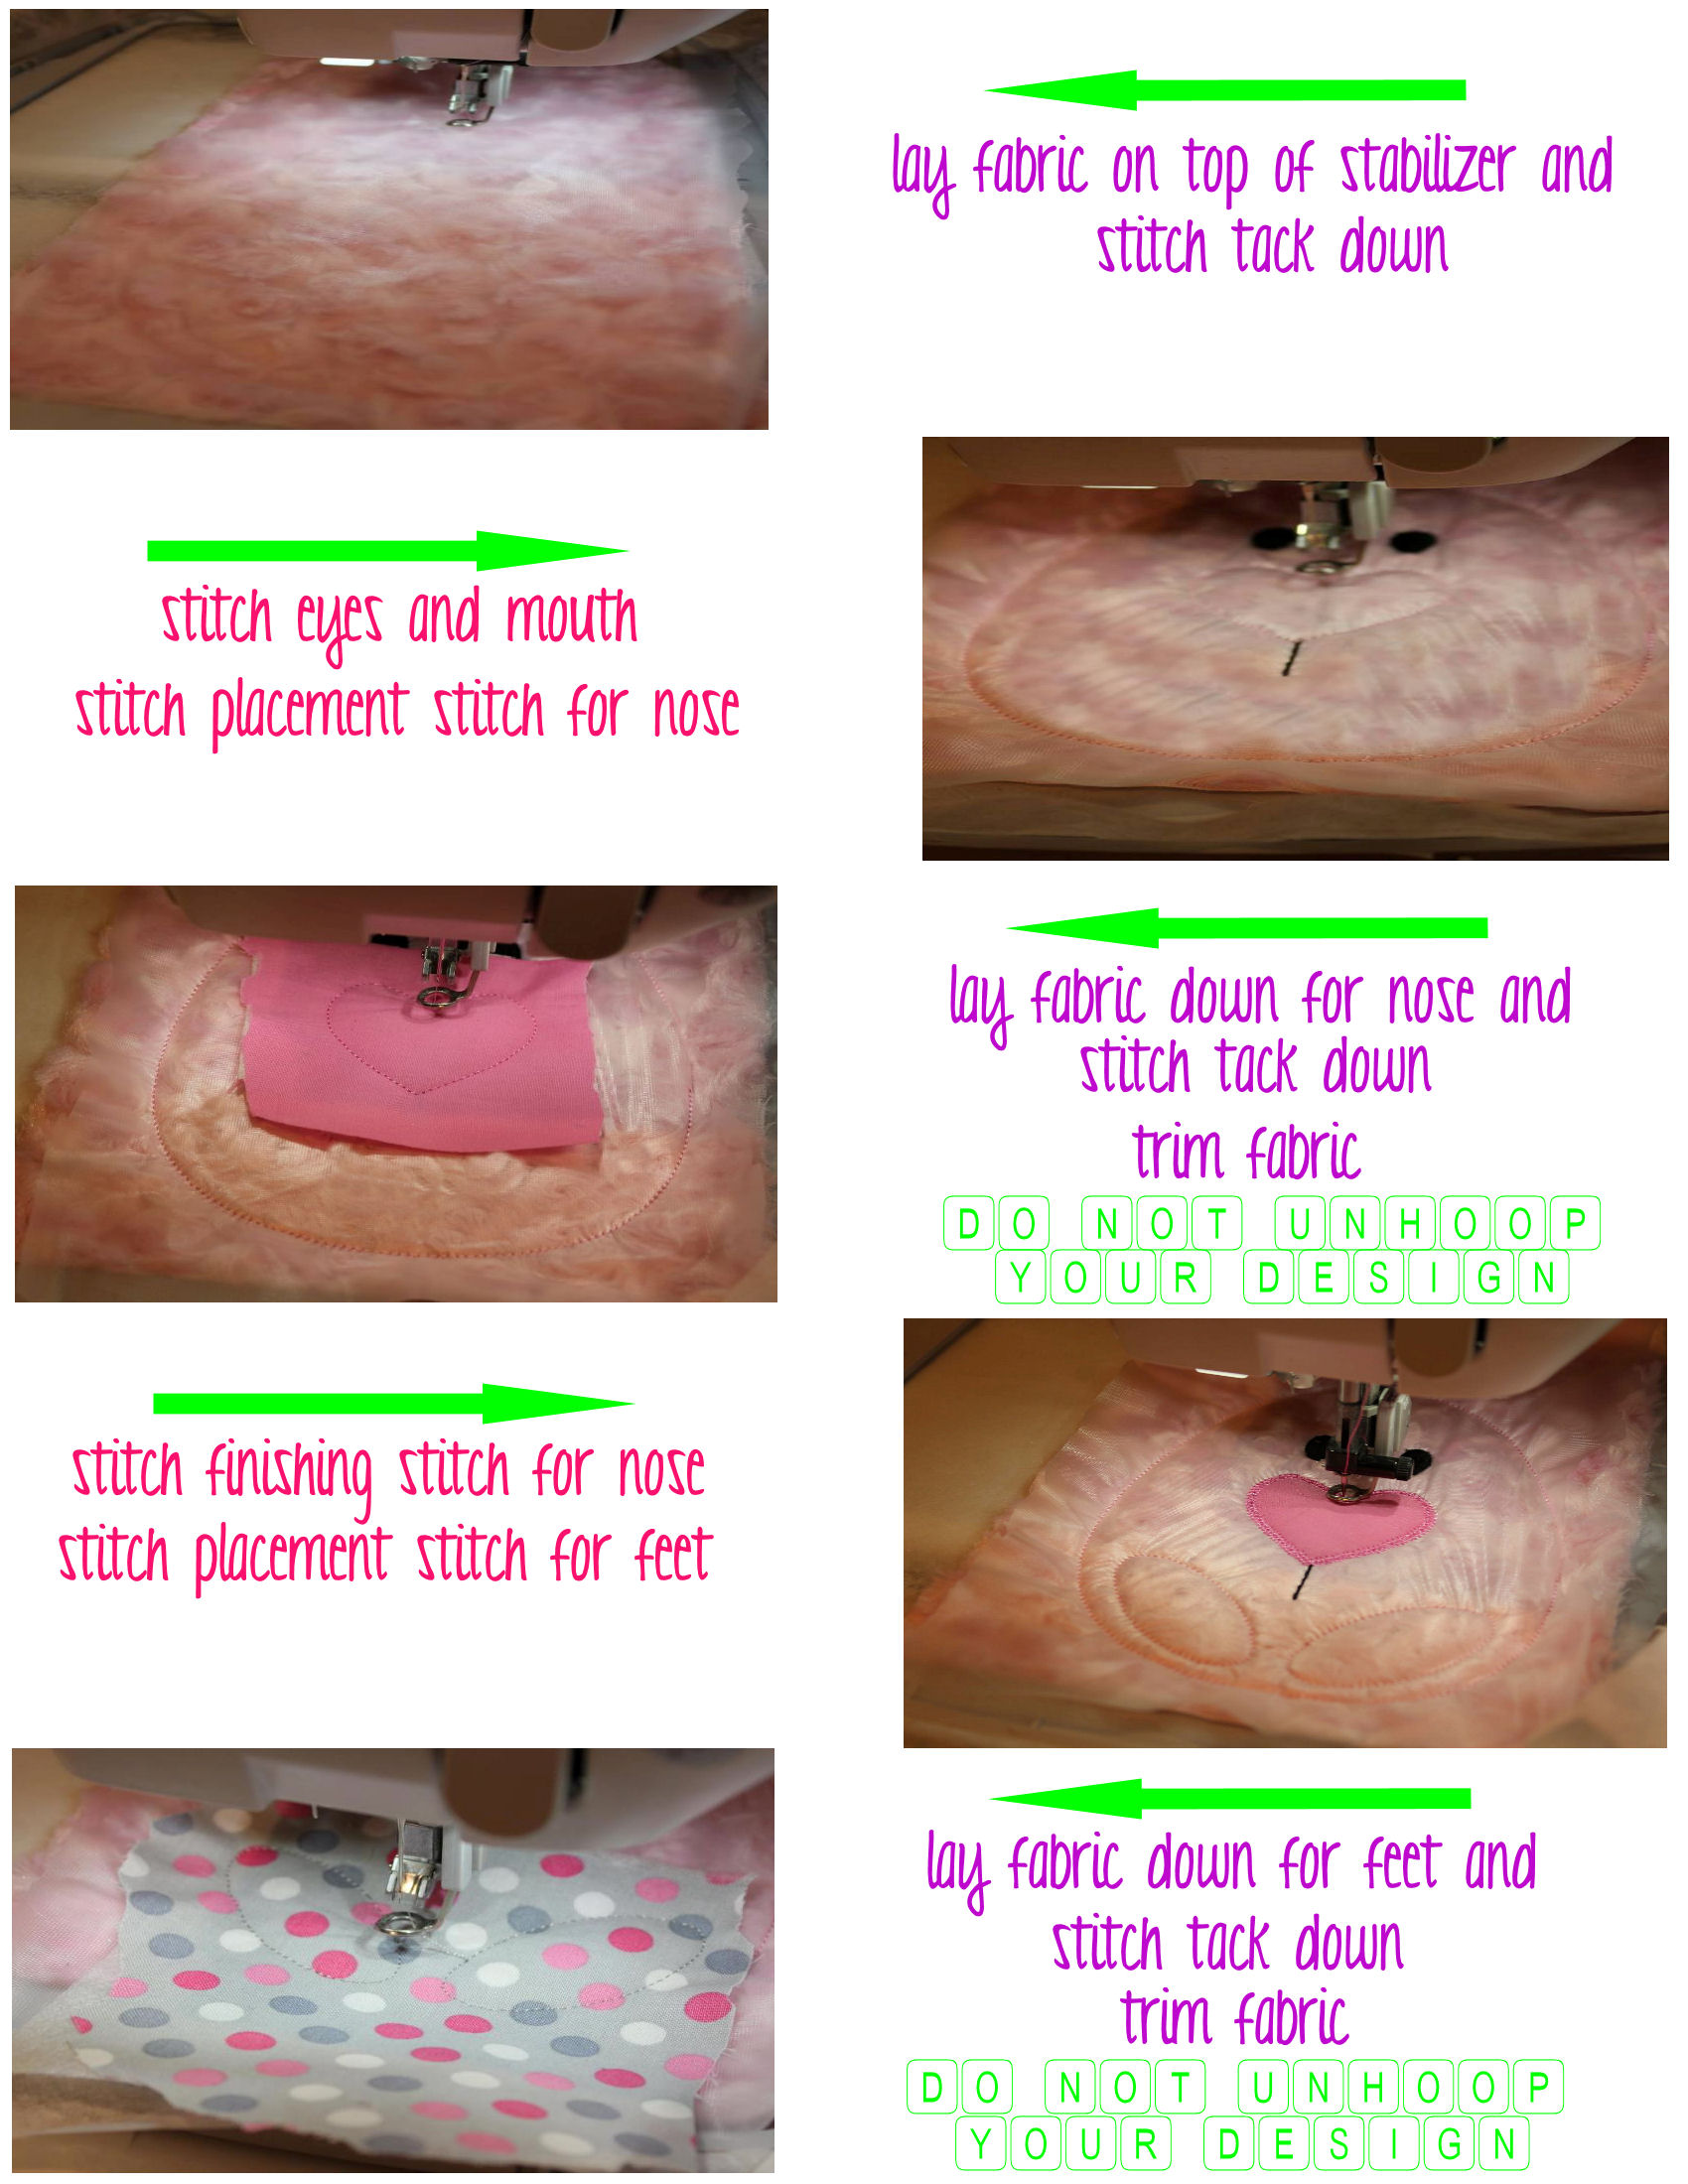 lay fabric on top of stabilizer and
stitch tack down
stitch eyes and mouth
stitch placement stitch for nose
lay fabric down for nose and
stitch tack down
trim fabric
DO NOT UNHOOP
YOUR DESIGN
stitch finishing stitch for nose
stitch placement stitch for feet
lay fabric down for feet and
stitch tack down
trim fabric
DO NOT UNHOOP
YOUR DESIGN